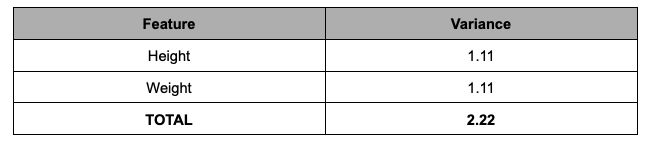 Feature Variance
Height 1.11
Weight 1.11
TOTAL 2.22